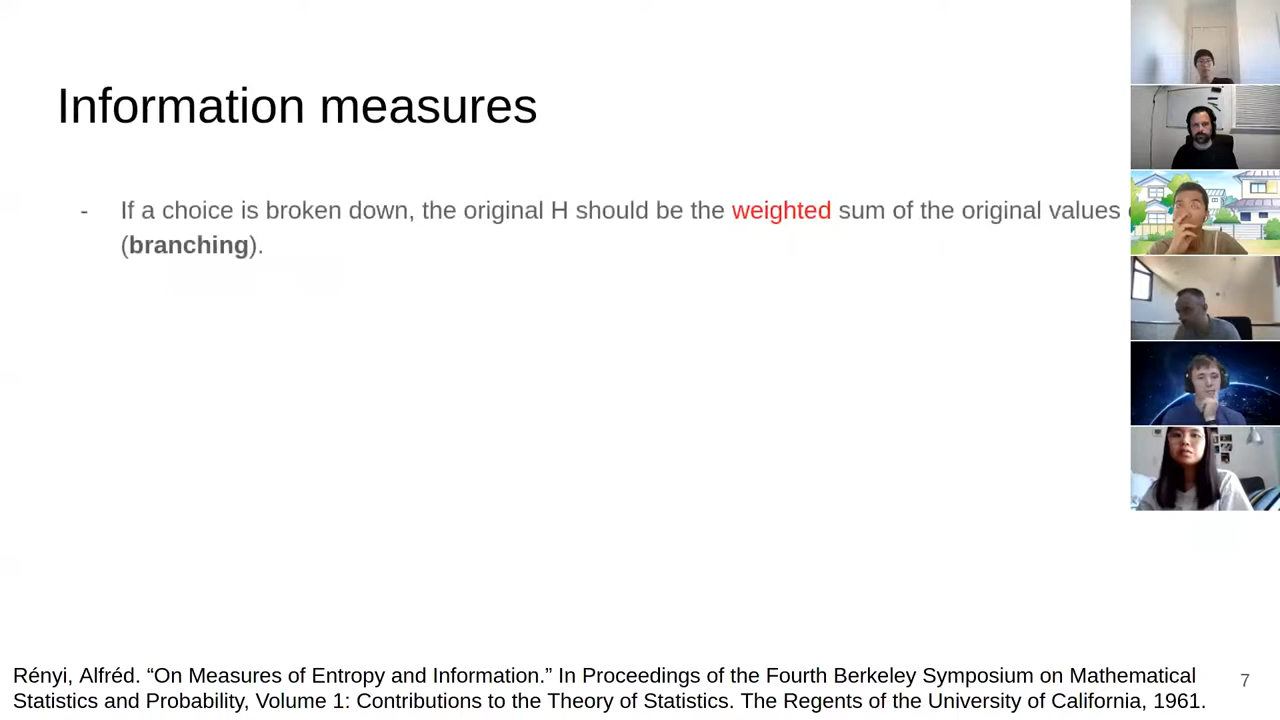 Information measures
- If a choice is broken down, the original H should be the weighted sum of the original values
(branching).
Rényi, Alfréd. “On Measures of Entropy and Information.” In Proceedings of the Fourth Berkeley Symposium on Mathematical
Statistics and Probability, Volume 1: Contributions to the Theory of Statistics. The Regents of the University of California, 1961.
7